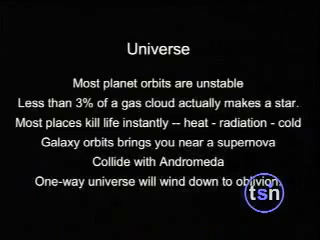 Universe
Most planet orbits are unstable
Less than 3% of a gas cloud actually makes a star.
Most places kill life instantly -- heat - radiation - cold
Galaxy orbits brings you near a supernova
Collide with Andromeda
One-way universe will wind down to oblivion.
tsn